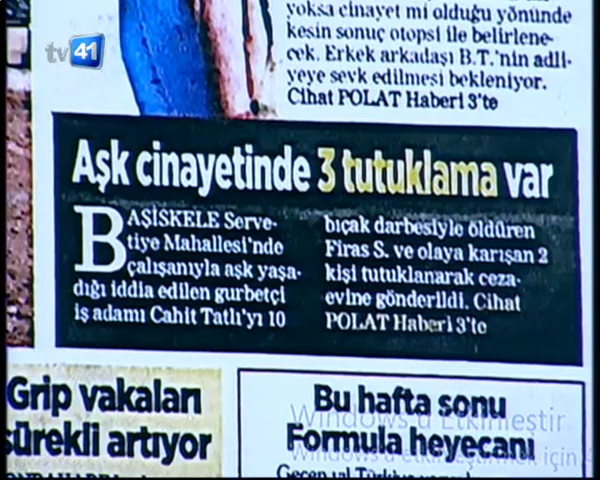 tv41
yoksa cinayet mi olduğu yönünde
kesin sonuç otopsi ile belirlene-
cek. Erkek arkadaşı B.T.'nin adli-
yeye sevk edilmesi bekleniyor.
Cihat POLAT Haberi 3'te
Aşk cinayetinde 3 tutuklama var
BAŞİSKELE Serve-
tiye Mahallesi'nde
çalışanıyla aşk yaşa-
dığı iddia edilen gurbetçi
iş adamı Cahit Tatlı'yı 10
bıçak darbesiyle öldüren
Firas S. ve olaya karışan 2
kişi tutuklanarak ceza-
evine gönderildi. Cihat
POLAT Haberi 3'te
Grip vakaları
sürekli artıyor
Bu hafta sonu
Formula heyecanı
Windows'u Etkinleştir
Windows'u etkinleştirmek için